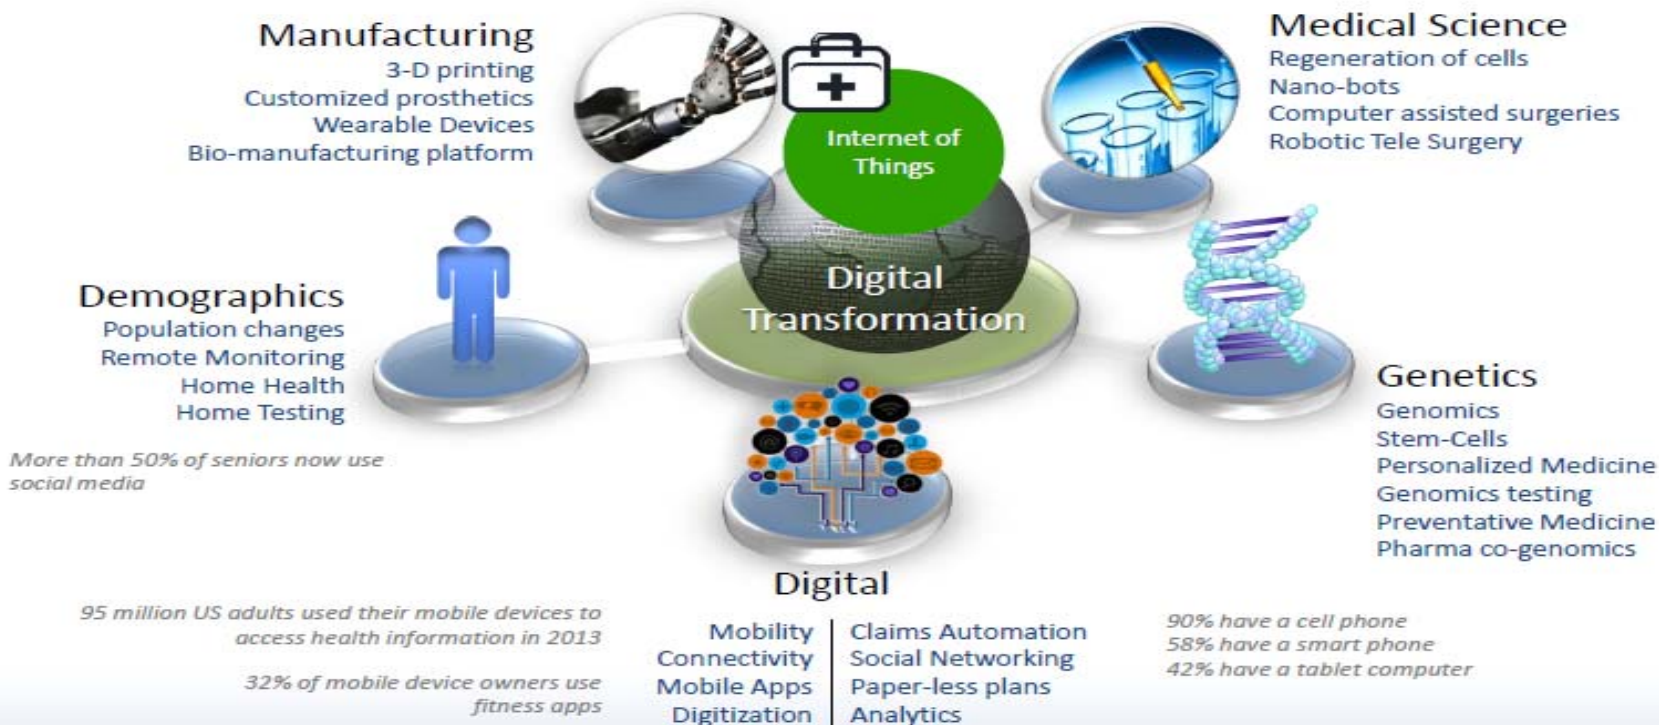 Manufacturing
3-D printing
Customized prosthetics
Wearable Devices
Bio-manufacturing platform
Internet of
Things
Medical Science
Regeneration of cells
Nano-bots
Computer assisted surgeries
Robotic Tele Surgery
Digital
Transformation
Demographics
Population changes
Remote Monitoring
Home Health
Home Testing
More than 50% of seniors now use
social media
Genetics
Genomics
Stem-Cells
Personalized Medicine
Genomics testing
Preventative Medicine
Pharma co-genomics
Digital
95 million US adults used their mobile devices to
access health information in 2013
32% of mobile device owners use
fitness apps
Mobility
Connectivity
Mobile Apps
Digitization
Claims Automation
Social Networking
Paper-less plans
Analytics
90% have a cell phone
58% have a smart phone
42% have a tablet computer